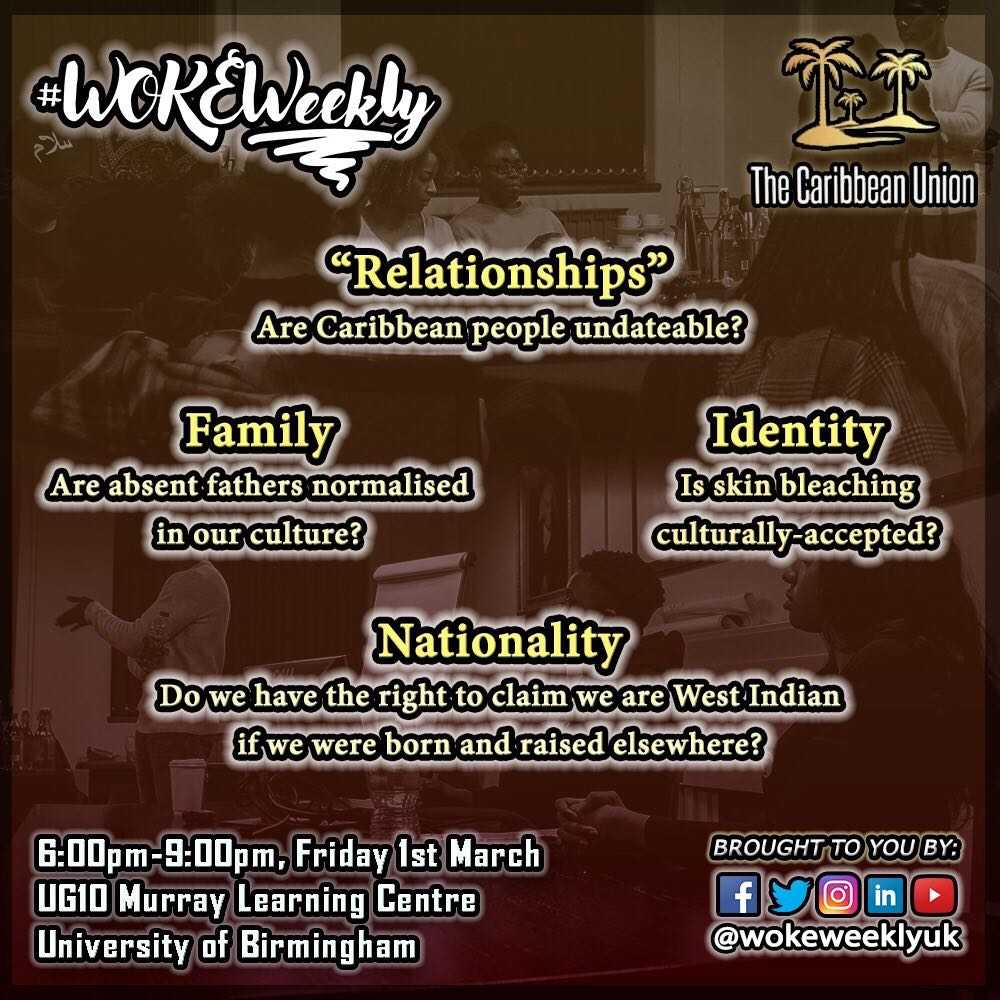 #WOKEWeekly
سلام
The Caribbean Union
“Relationships”
Are Caribbean people undateable?
Family
Are absent fathers normalised
in our culture?
Identity
Is skin bleaching
culturally-accepted?
Nationality
Do we have the right to claim we are West Indian
if we were born and raised elsewhere?
6:00pm-9:00pm, Friday 1st March
UG10 Murray Learning Centre
University of Birmingham
BROUGHT TO YOU BY:
@wokeweeklyuk